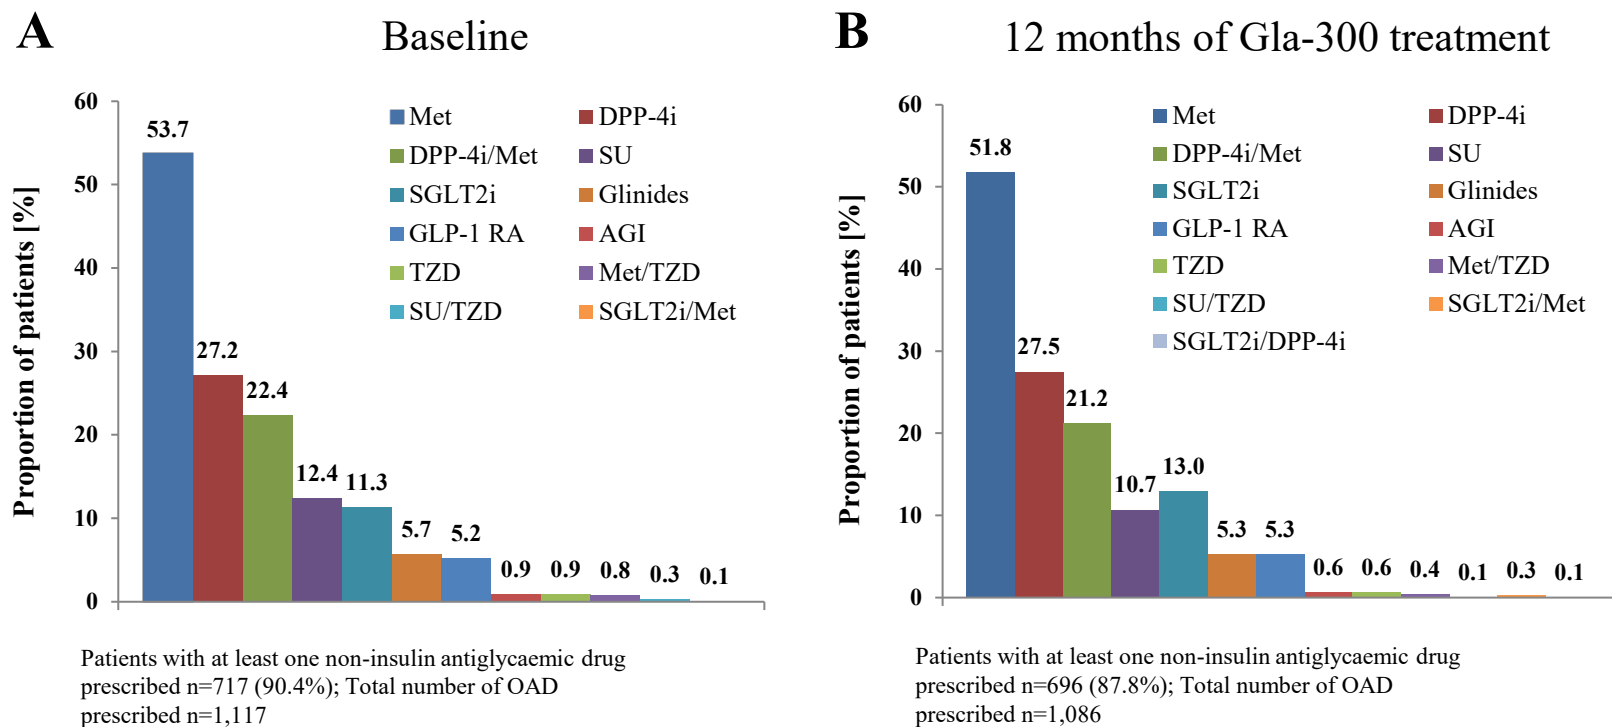 A
Baseline
Proportion of patients [%]
60
50
40
30
20
10
0
Met
DPP-4i
DPP-4i/Met
SU
SGLT2i
Glinides
GLP-1 RA
AGI
TZD
Met/TZD
SU/TZD
SGLT2i/Met
53.7
27.2
22.4
12.4
11.3
5.7
5.2
0.9
0.9
0.8
0.3
0.1
Patients with at least one non-insulin antiglycaemic drug
prescribed n=717 (90.4%); Total number of OAD
prescribed n=1,117
B
12 months of Gla-300 treatment
Proportion of patients [%]
60
50
40
30
20
10
0
Met
DPP-4i
DPP-4i/Met
SU
SGLT2i
Glinides
GLP-1 RA
AGI
TZD
Met/TZD
SU/TZD
SGLT2i/Met
SGLT2i/DPP-4i
51.8
27.5
21.2
10.7
13.0
5.3
5.3
0.6
0.6
0.4
0.1
0.3
0.1
Patients with at least one non-insulin antiglycaemic drug
prescribed n=696 (87.8%); Total number of OAD
prescribed n=1,086